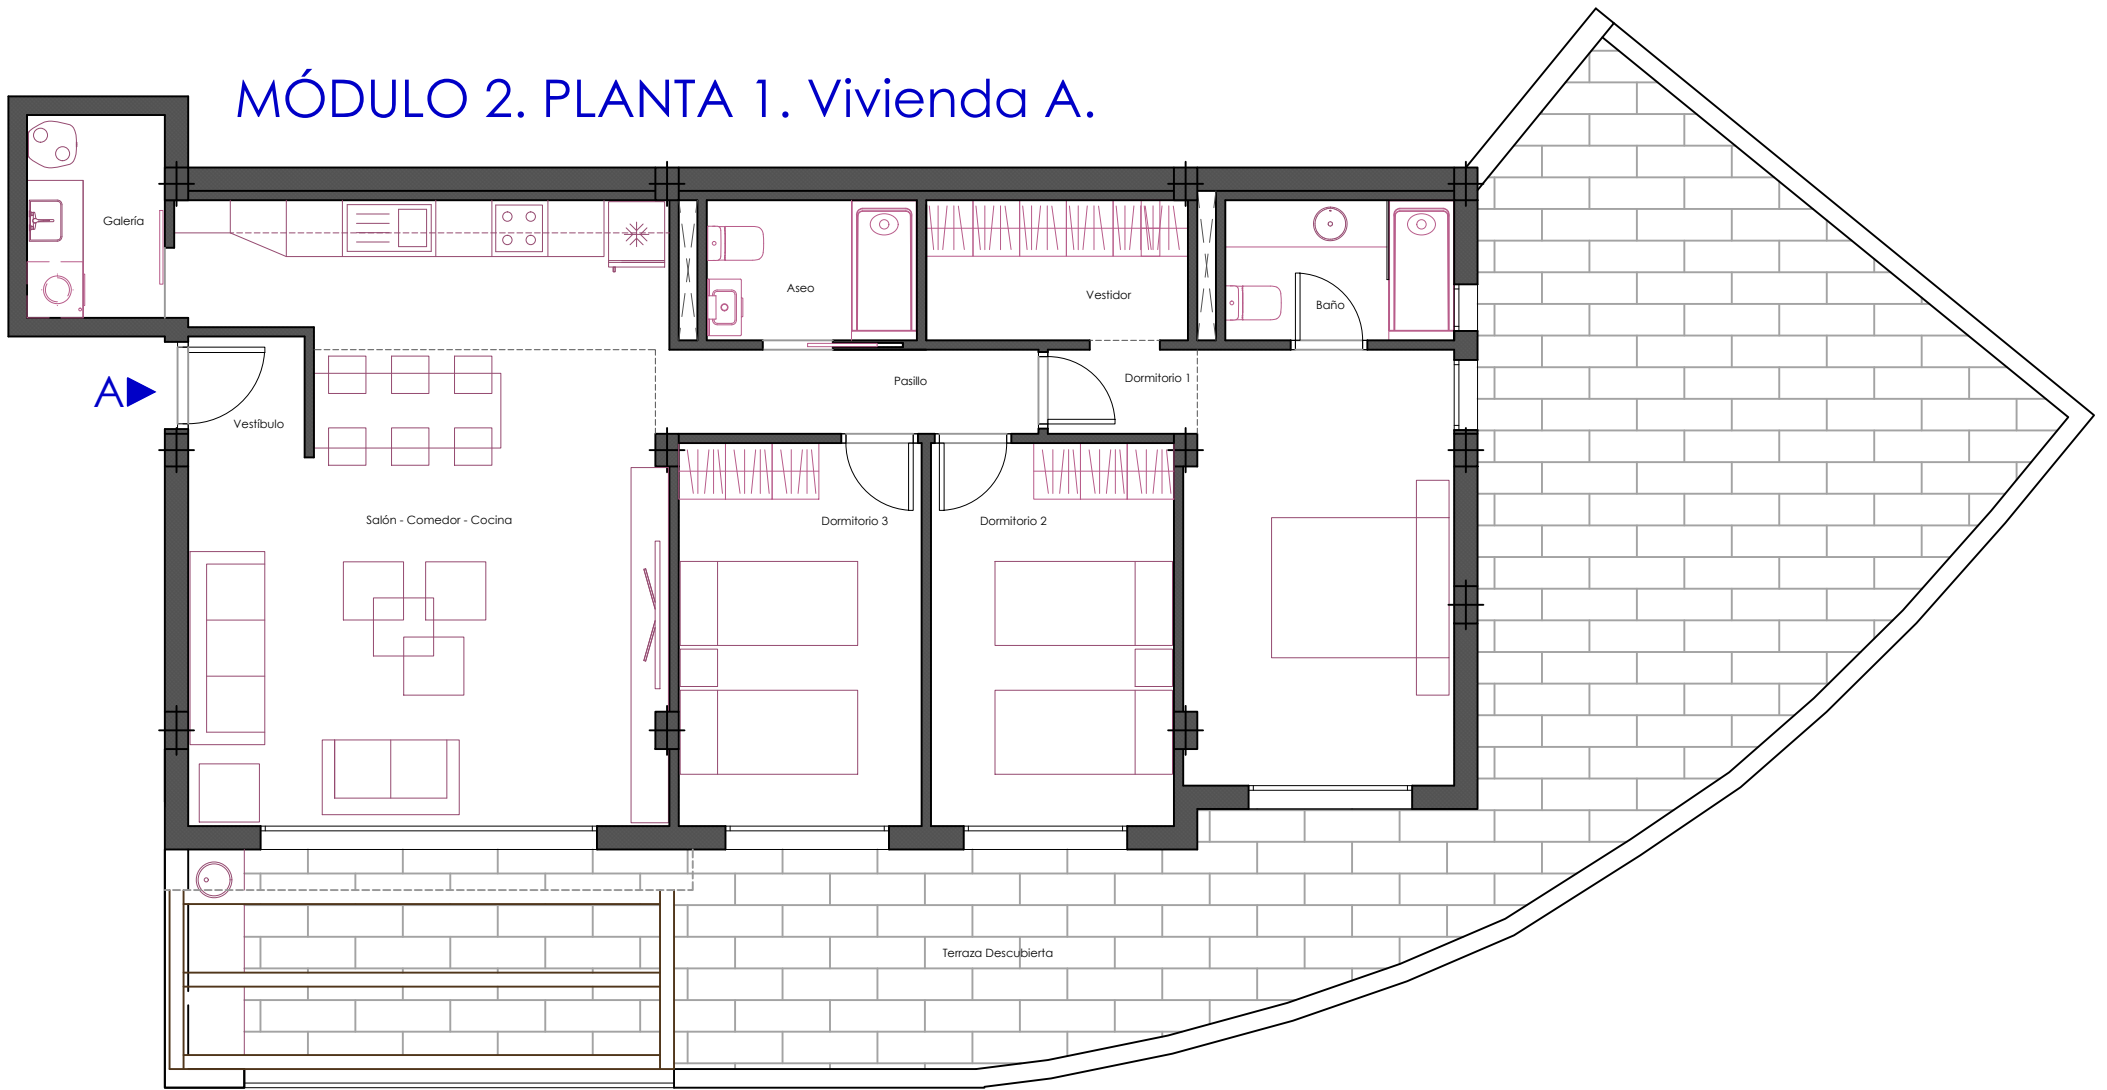 MÓDULO 2. PLANTA 1. Vivienda A.
Galería
Aseo
Vestidor
Baño
Pasillo
Dormitorio 1
A
Vestíbulo
Salón - Comedor - Cocina
Dormitorio 3
Dormitorio 2
Terraza Descubierta